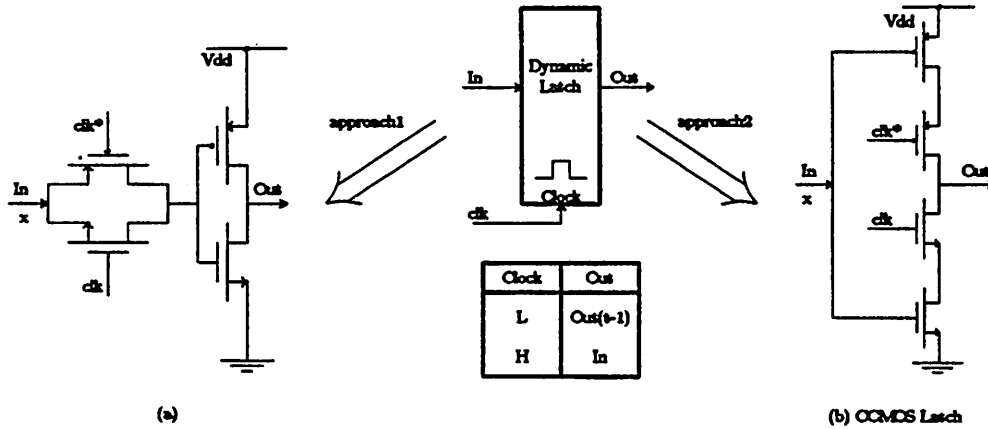 Vdd
clk*
In
x
clk
Out
(a)
approach1
In
Dynamic
Latch
Out
Clock
clk
approach2
Clock Out
L Out(t-1)
H In
Vdd
clk*
In
x
clk
Out
(b) CCMOS Latch